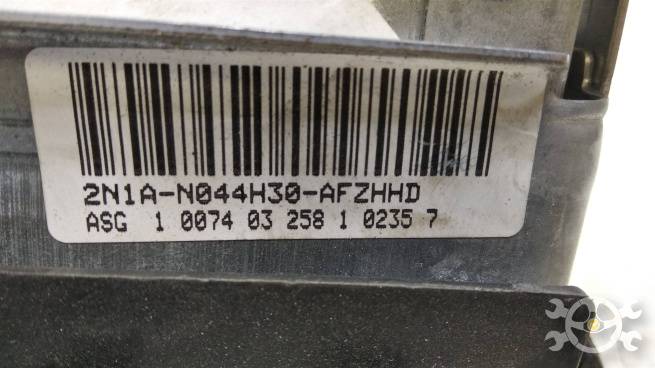 2N1A-N044H30-AFZHHD
ASG 1 0074 03 258 1 0235 7